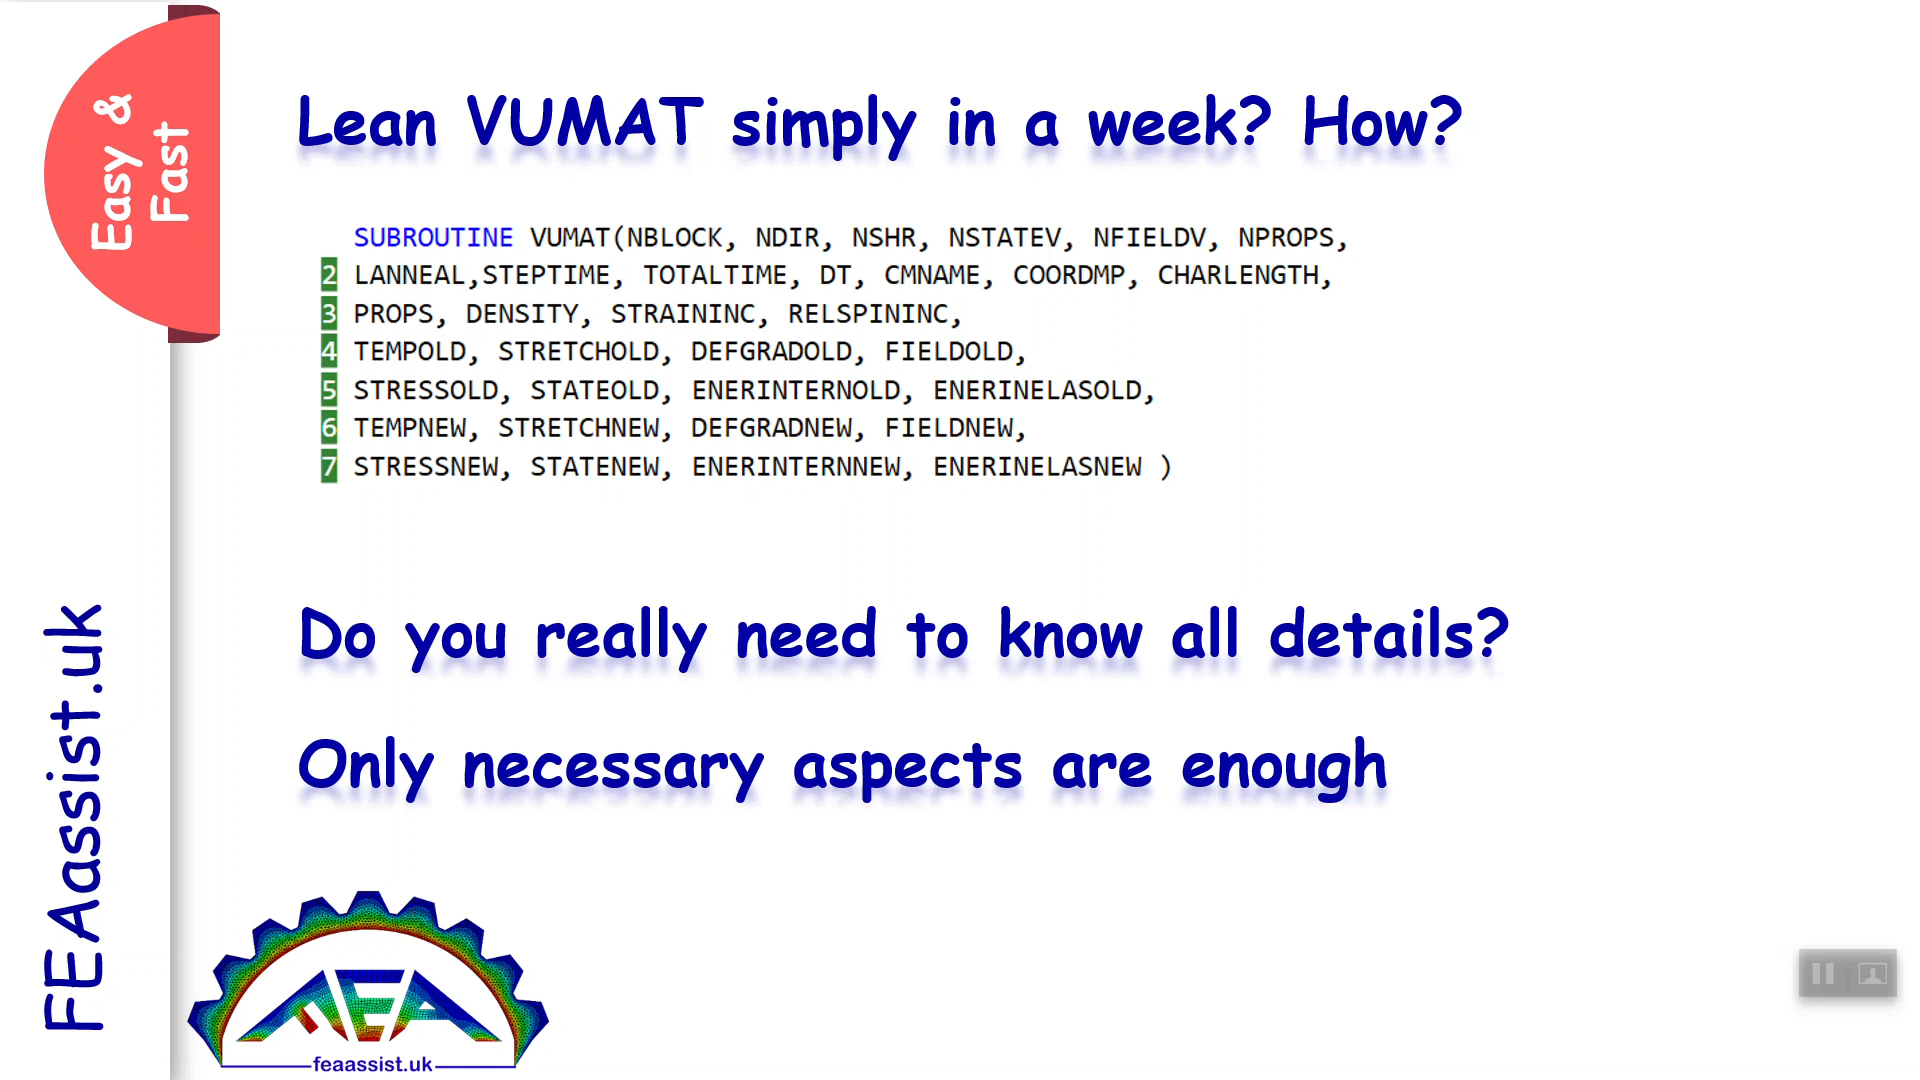 Easy &
Fast
Lean VUMAT simply in a week? How?
SUBROUTINE VUMAT(NBLOCK, NDIR, NSHR, NSTATEV, NFIELDV, NPROPS,
2 LANNEAL,STEPTIME, TOTALTIME, DT, CMNAME, COORDMP, CHARLENGTH,
3 PROPS, DENSITY, STRAININC, RELSPININC,
4 TEMPOLD, STRETCHOLD, DEFGRADOLD, FIELDOLD,
5 STRESSOLD, STATEOLD, ENERINTERNOLD, ENERINELASOLD,
6 TEMPNEW, STRETCHNEW, DEFGRADNEW, FIELDNEW,
7 STRESSNEW, STATENEW, ENERINTERNNEW, ENERINELASNEW )
Do you really need to know all details?
Only necessary aspects are enough
FEAassist.uk
FEA
feaassist.uk